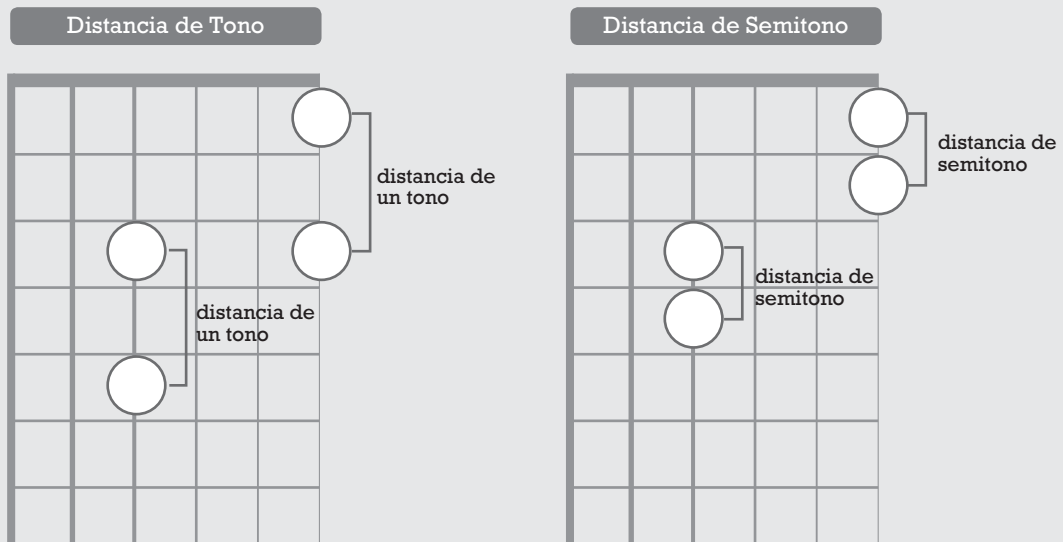 Distancia de Tono
distancia de
un tono
distancia de
un tono
Distancia de Semitono
distancia de
semitono
distancia de
semitono